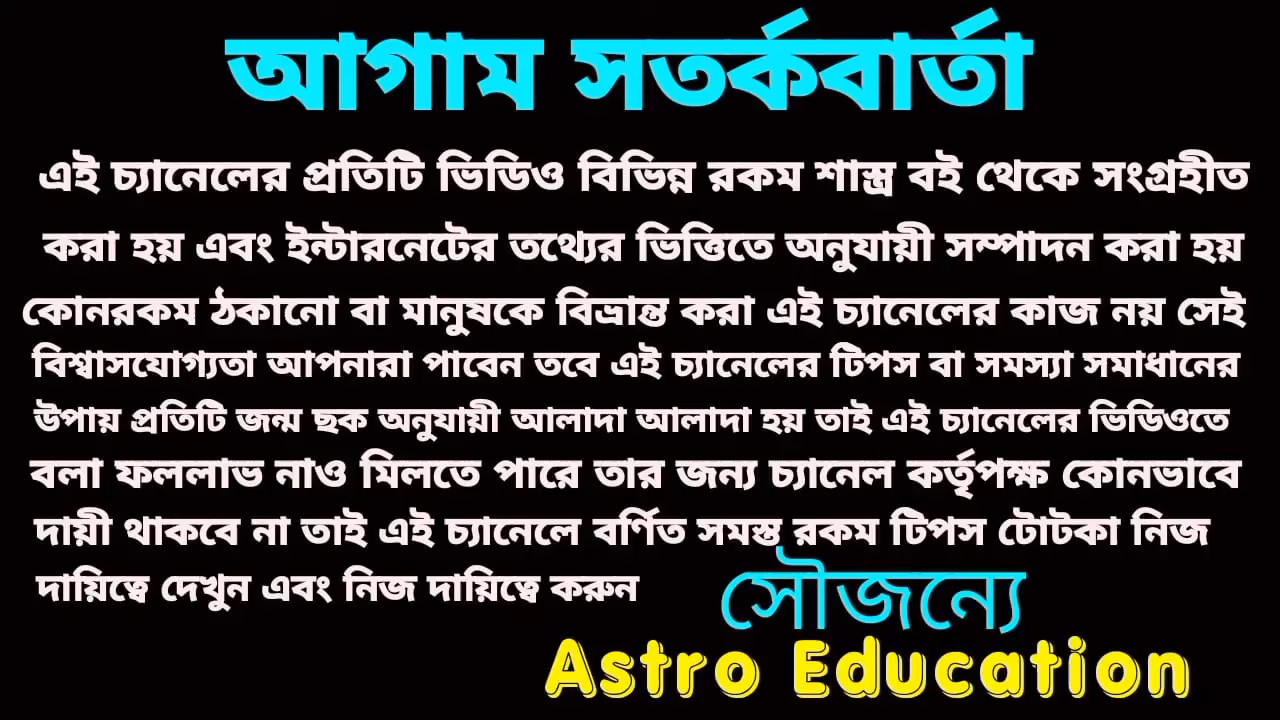 আগাম সতর্কবার্তা
এই চ্যানেলের প্রতিটি ভিডিও বিভিন্ন রকম শাস্ত্র বই থেকে সংগ্রহীত
করা হয় এবং ইন্টারনেটের তথ্যের ভিত্তিতে অনুযায়ী সম্পাদন করা হয়
কোনরকম ঠকানো বা মানুষকে বিভ্রান্ত করা এই চ্যানেলের কাজ নয় সেই
বিশ্বাসযোগ্যতা আপনারা পাবেন তবে এই চ্যানেলের টিপস বা সমস্যা সমাধানের
উপায় প্রতিটি জন্ম ছক অনুযায়ী আলাদা আলাদা হয় তাই এই চ্যানেলের ভিডিওতে
বলা ফললাভ নাও মিলতে পারে তার জন্য চ্যানেল কর্তৃপক্ষ কোনভাবে
দায়ী থাকবে না তাই এই চ্যানেলে বর্ণিত সমস্ত রকম টিপস টোটকা নিজ
দায়িত্বে দেখুন এবং নিজ দায়িত্বে করুন
সৌজন্যে
Astro Education